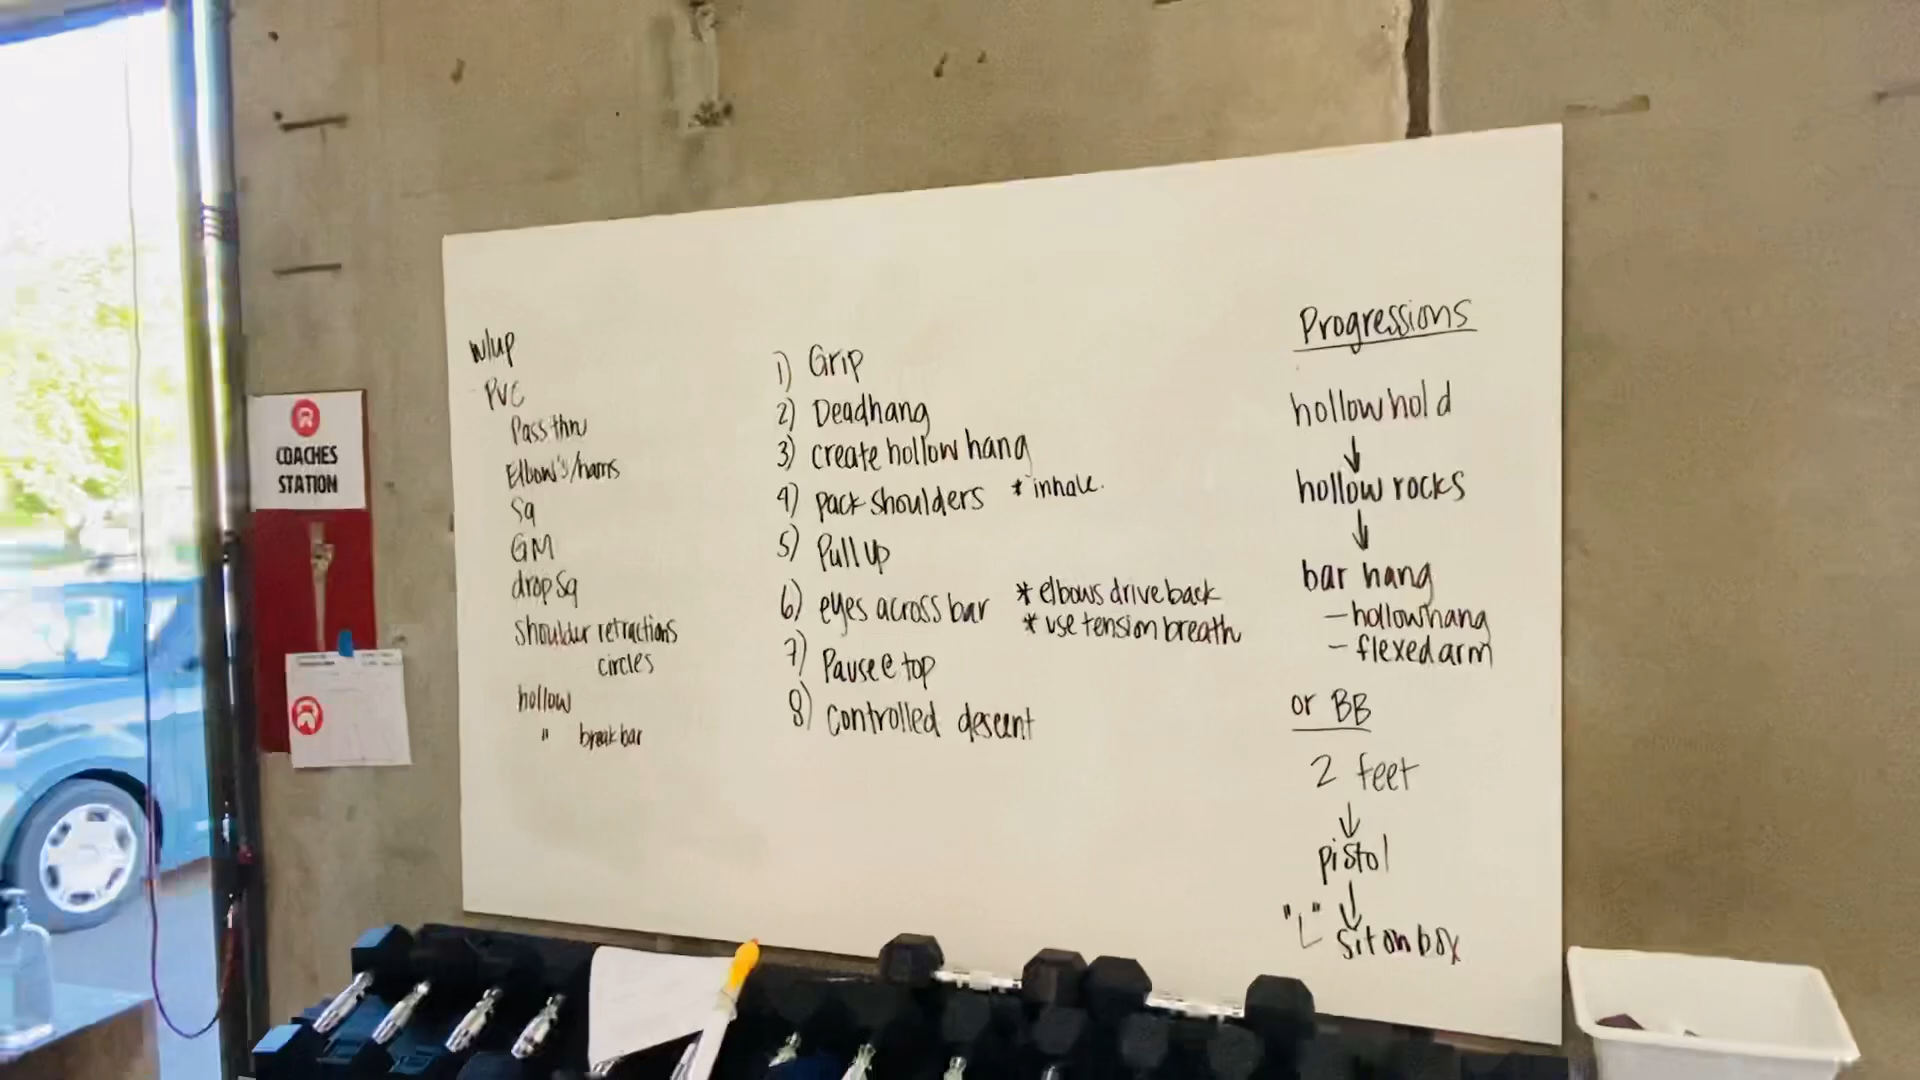 COACHES
STATION
w/up
- PVC
Pass thru
Elbow's/hams
Sq
GM
drop Sq
shoulder retractions
circles
hollow
" break bar
1) Grip
2) Deadhang
3) create hollow hang
4) pack shoulders * inhale.
5) Pull up
6) eyes across bar * elbows drive back
* use tension breath
7) Pause @ top
8) controlled descent
Progressions
hollow hold
↓
hollow rocks
↓
bar hang
- hollow hang
- flexed arm
or BB
2 feet
↓
pistol
↓
"L" sit on box